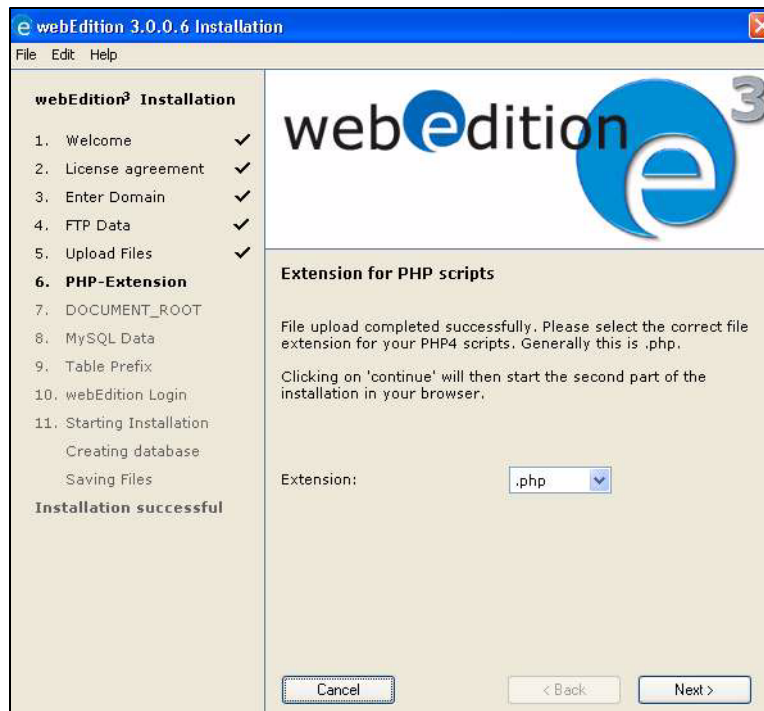 webEdition 3.0.0.6 Installation
File Edit Help
webEdition³ Installation
1. Welcome ✓
2. License agreement ✓
3. Enter Domain ✓
4. FTP Data ✓
5. Upload Files ✓
6. PHP-Extension
7. DOCUMENT_ROOT
8. MySQL Data
9. Table Prefix
10. webEdition Login
11. Starting Installation
Creating database
Saving Files
Installation successful
webedition
e3
Extension for PHP scripts
File upload completed successfully. Please select the correct file
extension for your PHP4 scripts. Generally this is .php.
Clicking on 'continue' will then start the second part of the
installation in your browser.
Extension: .php
Cancel < Back Next >